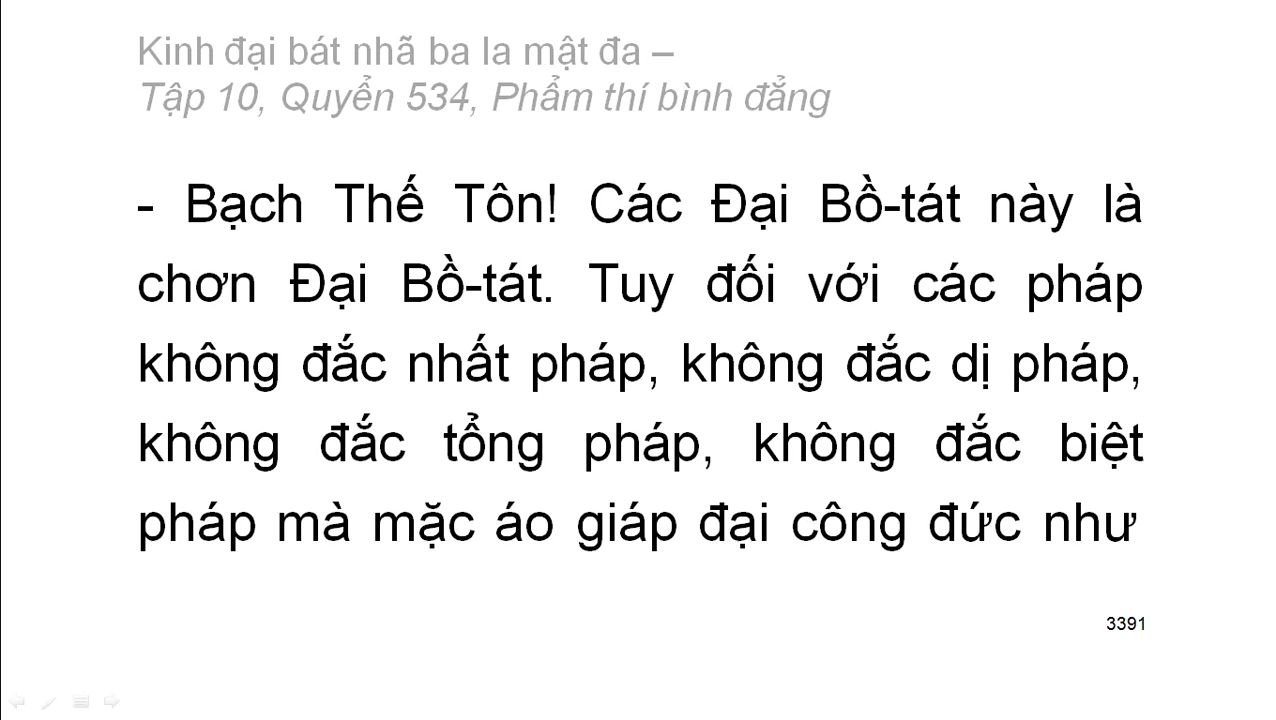 Kinh đại bát nhã ba la mật đa –
Tập 10, Quyển 534, Phẩm thí bình đẳng
- Bạch Thế Tôn! Các Đại Bồ-tát này là
chơn Đại Bồ-tát. Tuy đối với các pháp
không đắc nhất pháp, không đắc dị pháp,
không đắc tổng pháp, không đắc biệt
pháp mà mặc áo giáp đại công đức như
3391